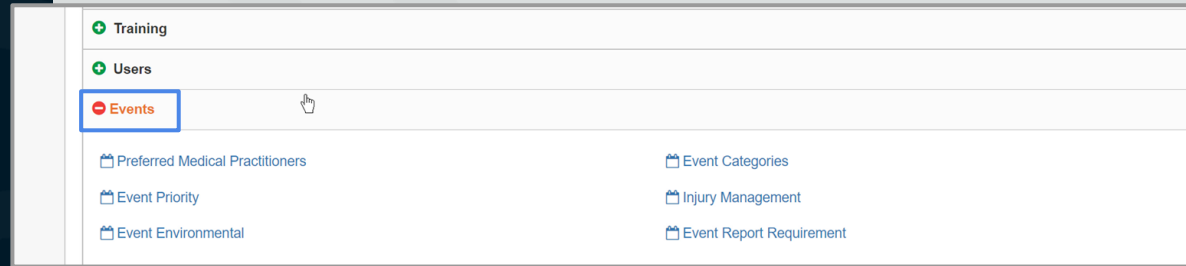 Training
Users
Events
Preferred Medical Practitioners
Event Categories
Event Priority
Injury Management
Event Environmental
Event Report Requirement